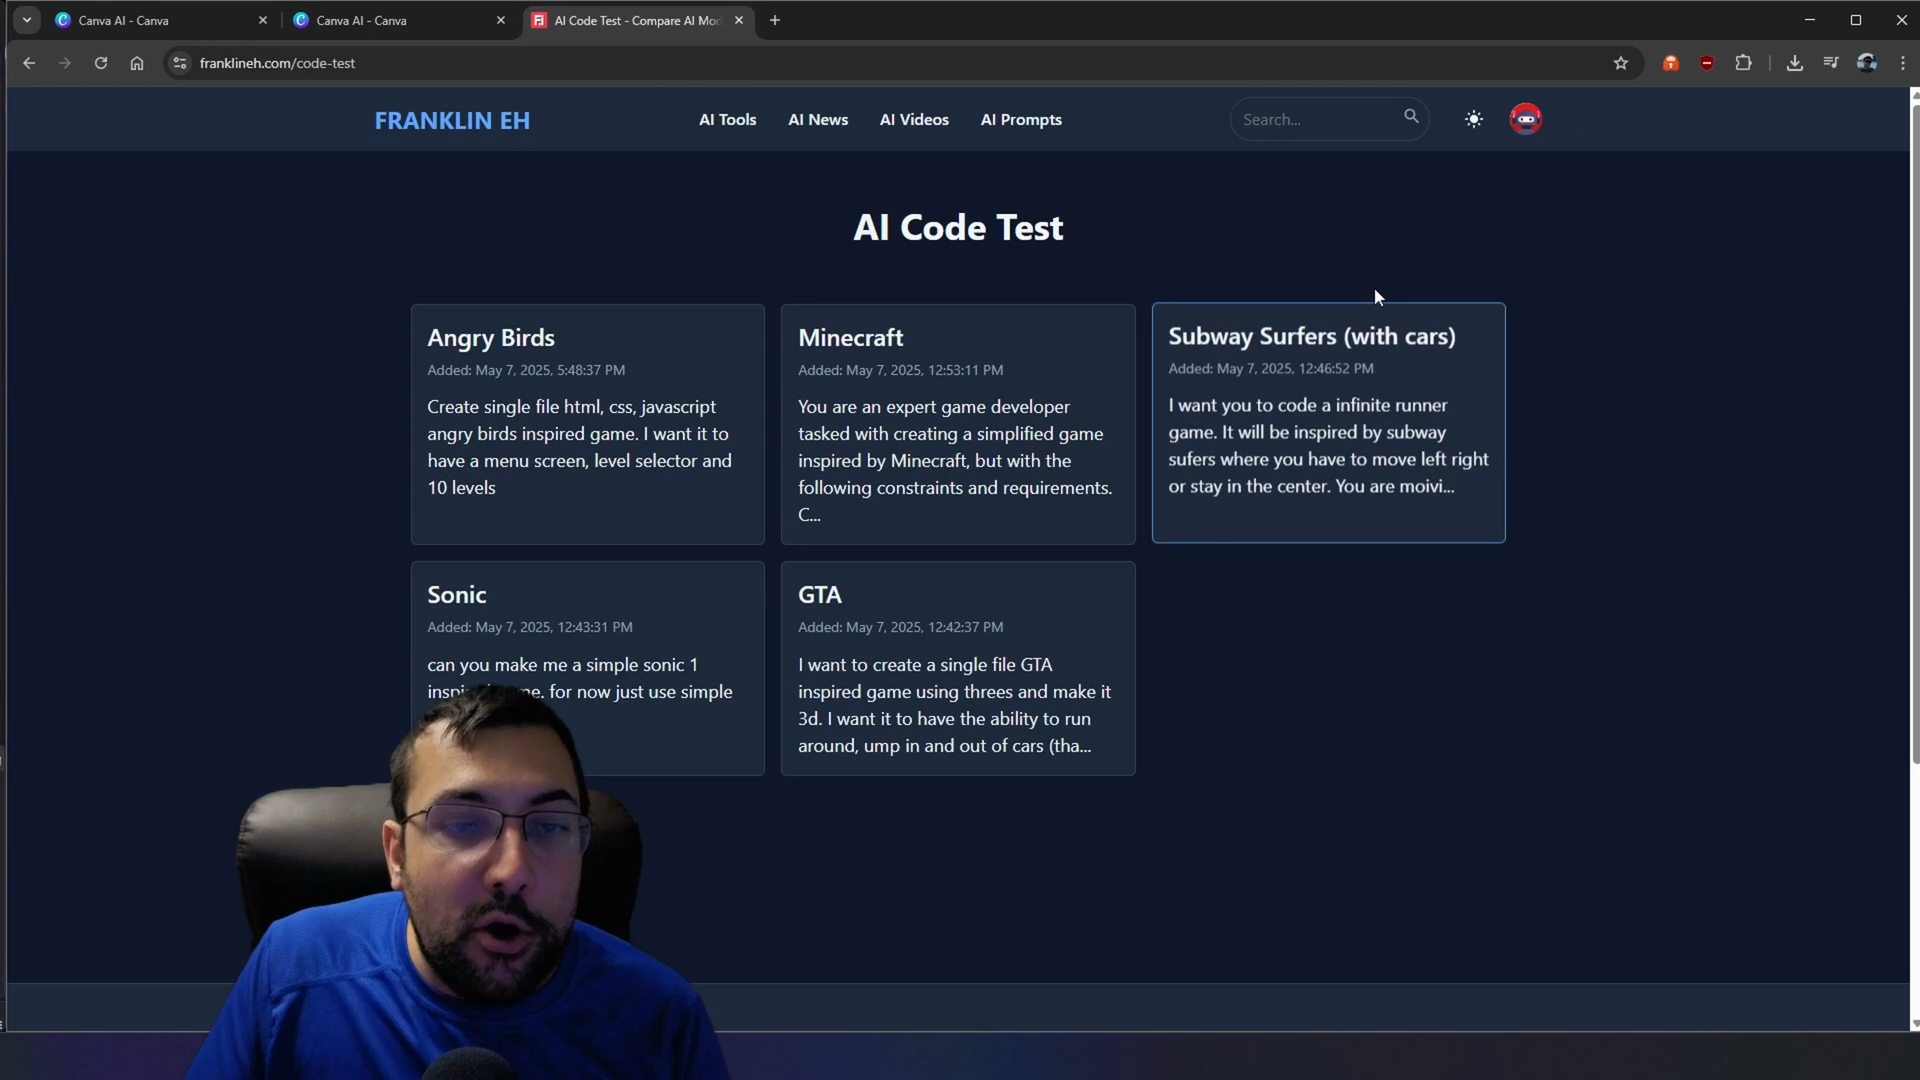 Canva AI - Canva
Canva AI - Canva
AI Code Test - Compare AI Mod
franklineh.com/code-test
FRANKLIN EH
AI Tools
AI News
AI Videos
AI Prompts
Search...
AI Code Test
Angry Birds
Added: May 7, 2025, 5:48:37 PM
Create single file html, css, javascript
angry birds inspired game. I want it to
have a menu screen, level selector and
10 levels
Minecraft
Added: May 7, 2025, 12:53:11 PM
You are an expert game developer
tasked with creating a simplified game
inspired by Minecraft, but with the
following constraints and requirements.
C...
Subway Surfers (with cars)
Added: May 7, 2025, 12:46:52 PM
I want you to code a infinite runner
game. It will be inspired by subway
sufers where you have to move left right
or stay in the center. You are moivi...
Sonic
Added: May 7, 2025, 12:43:31 PM
can you make me a simple sonic 1
game. for now just use simple
GTA
Added: May 7, 2025, 12:42:37 PM
I want to create a single file GTA
inspired game using threes and make it
3d. I want it to have the ability to run
around, ump in and out of cars (tha...